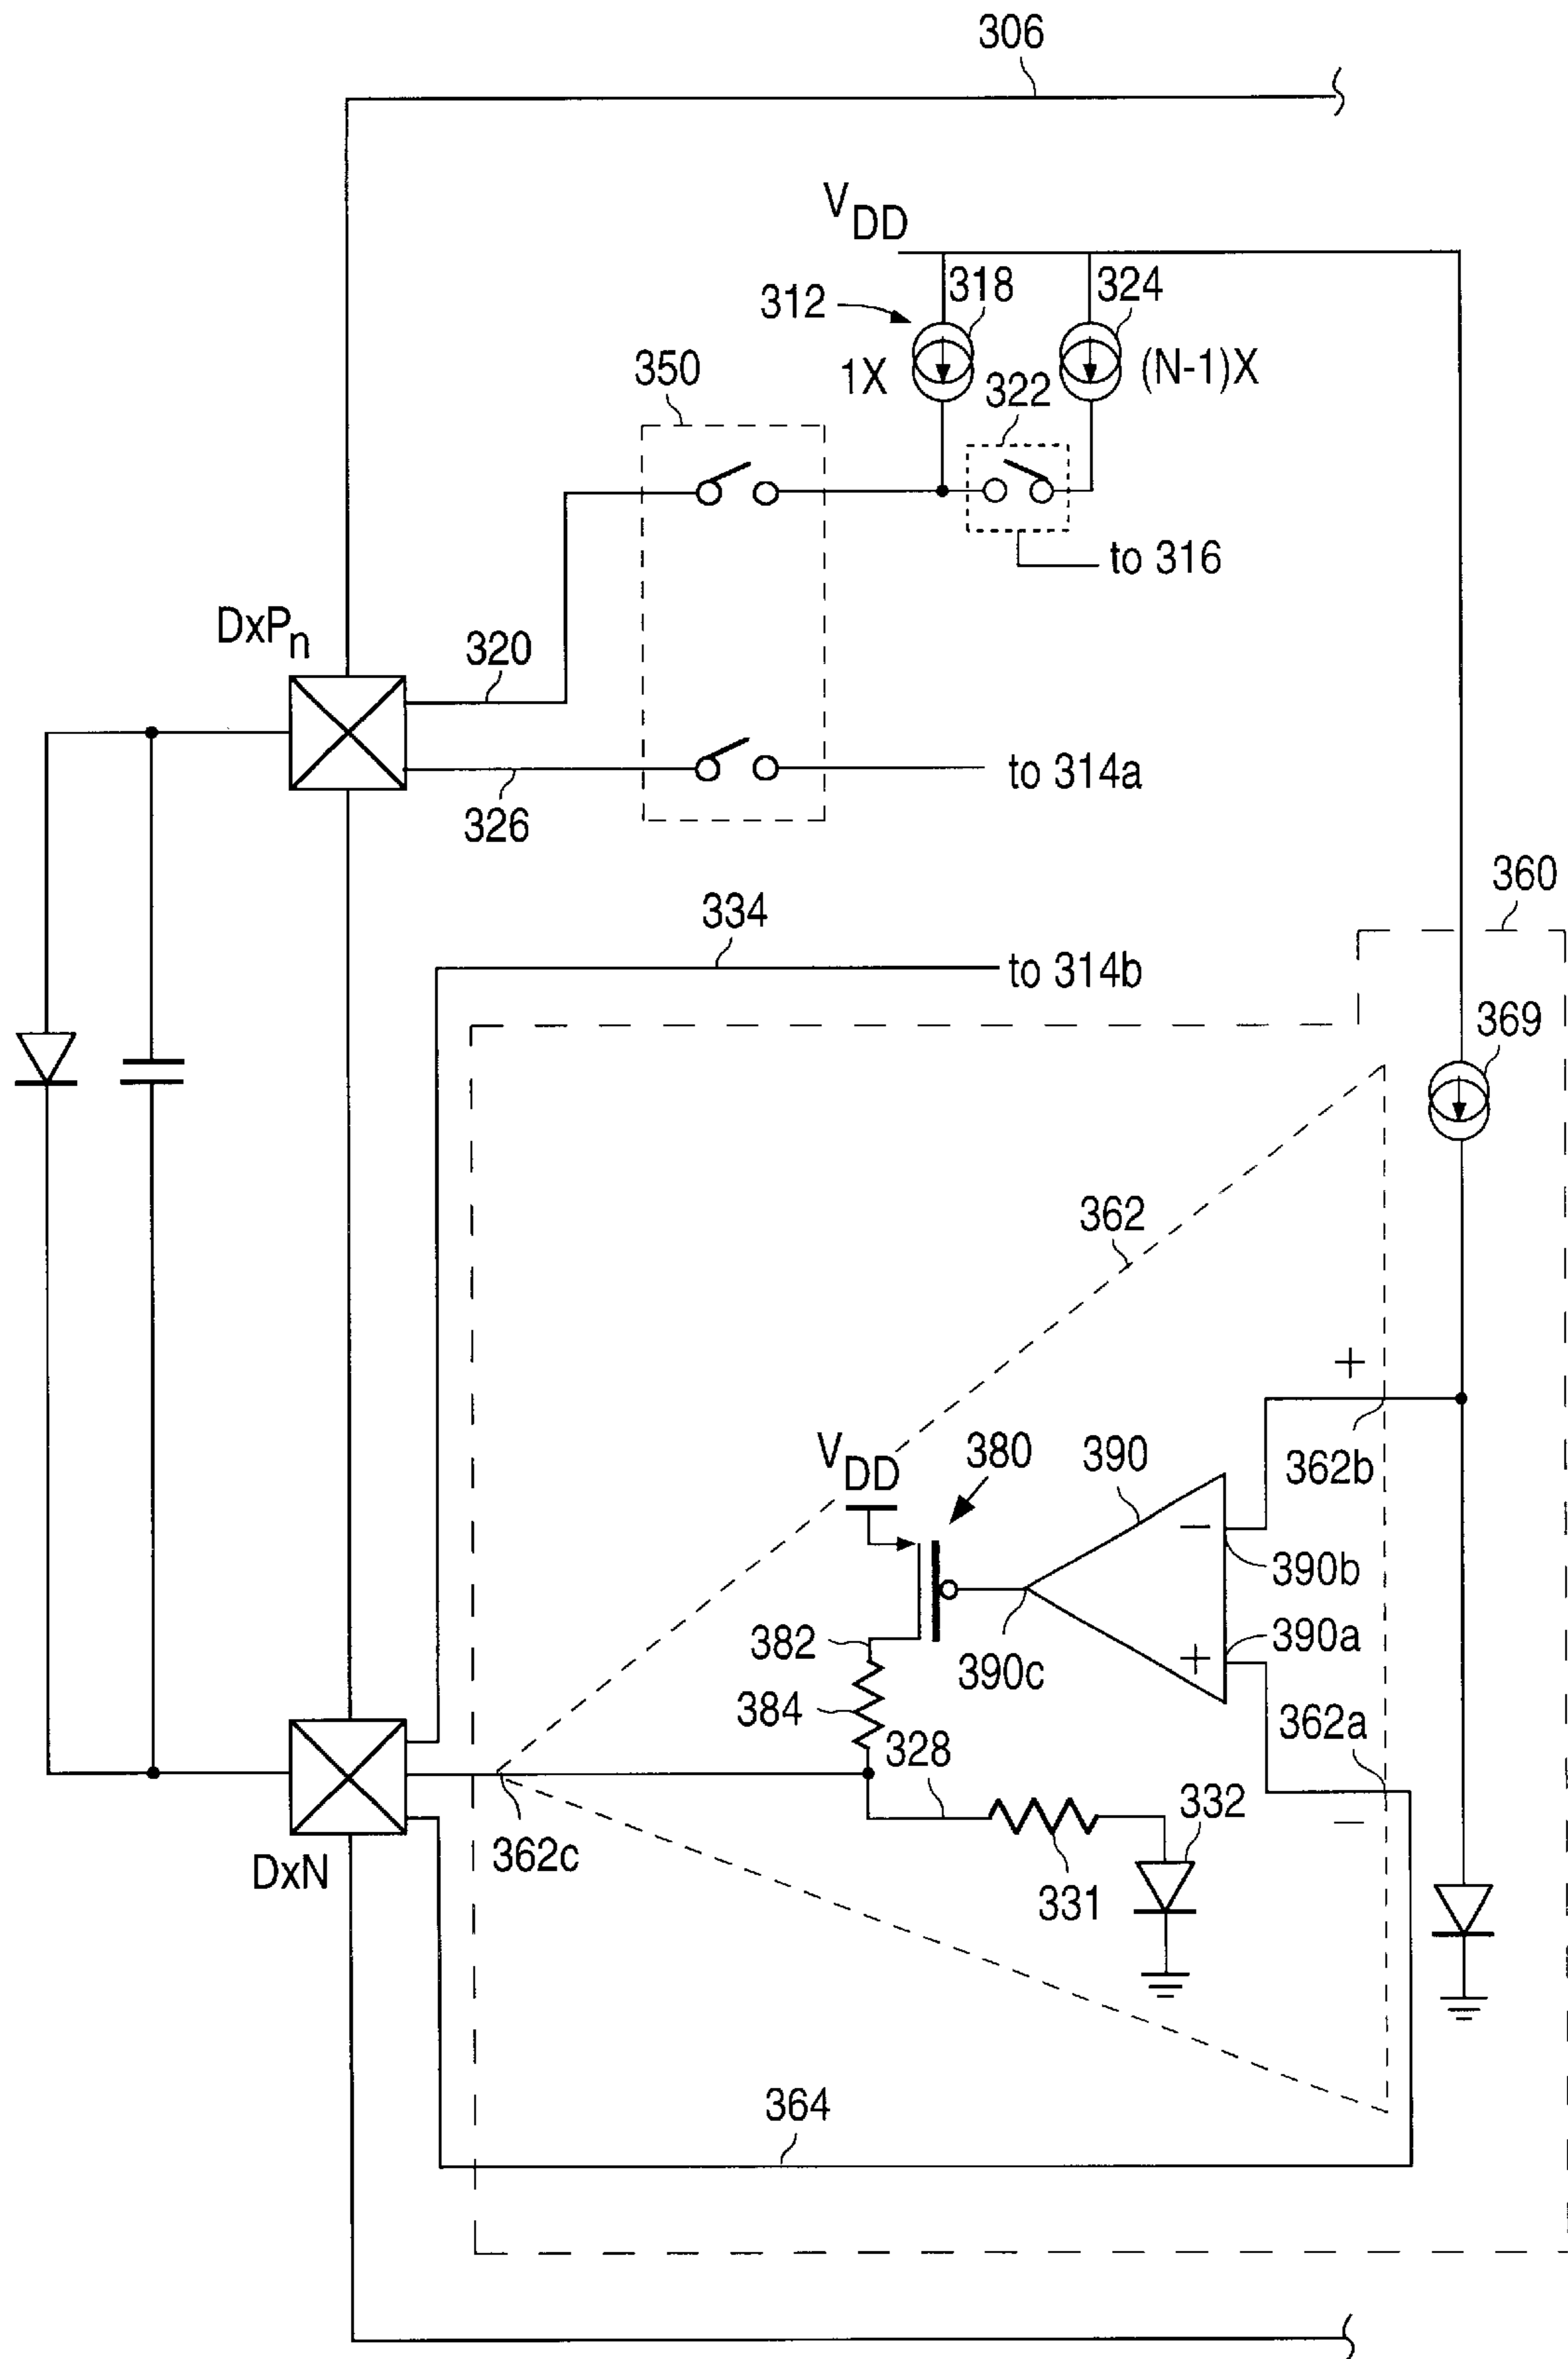 306
VDD
312
318
324
1X
(N-1)X
350
322
to 316
DxPn
320
326
to 314a
334
to 314b
360
369
362
+
362b
VDD
380
390
−
390b
390a
+
390c
382
384
362a
−
328
332
331
362c
DxN
364